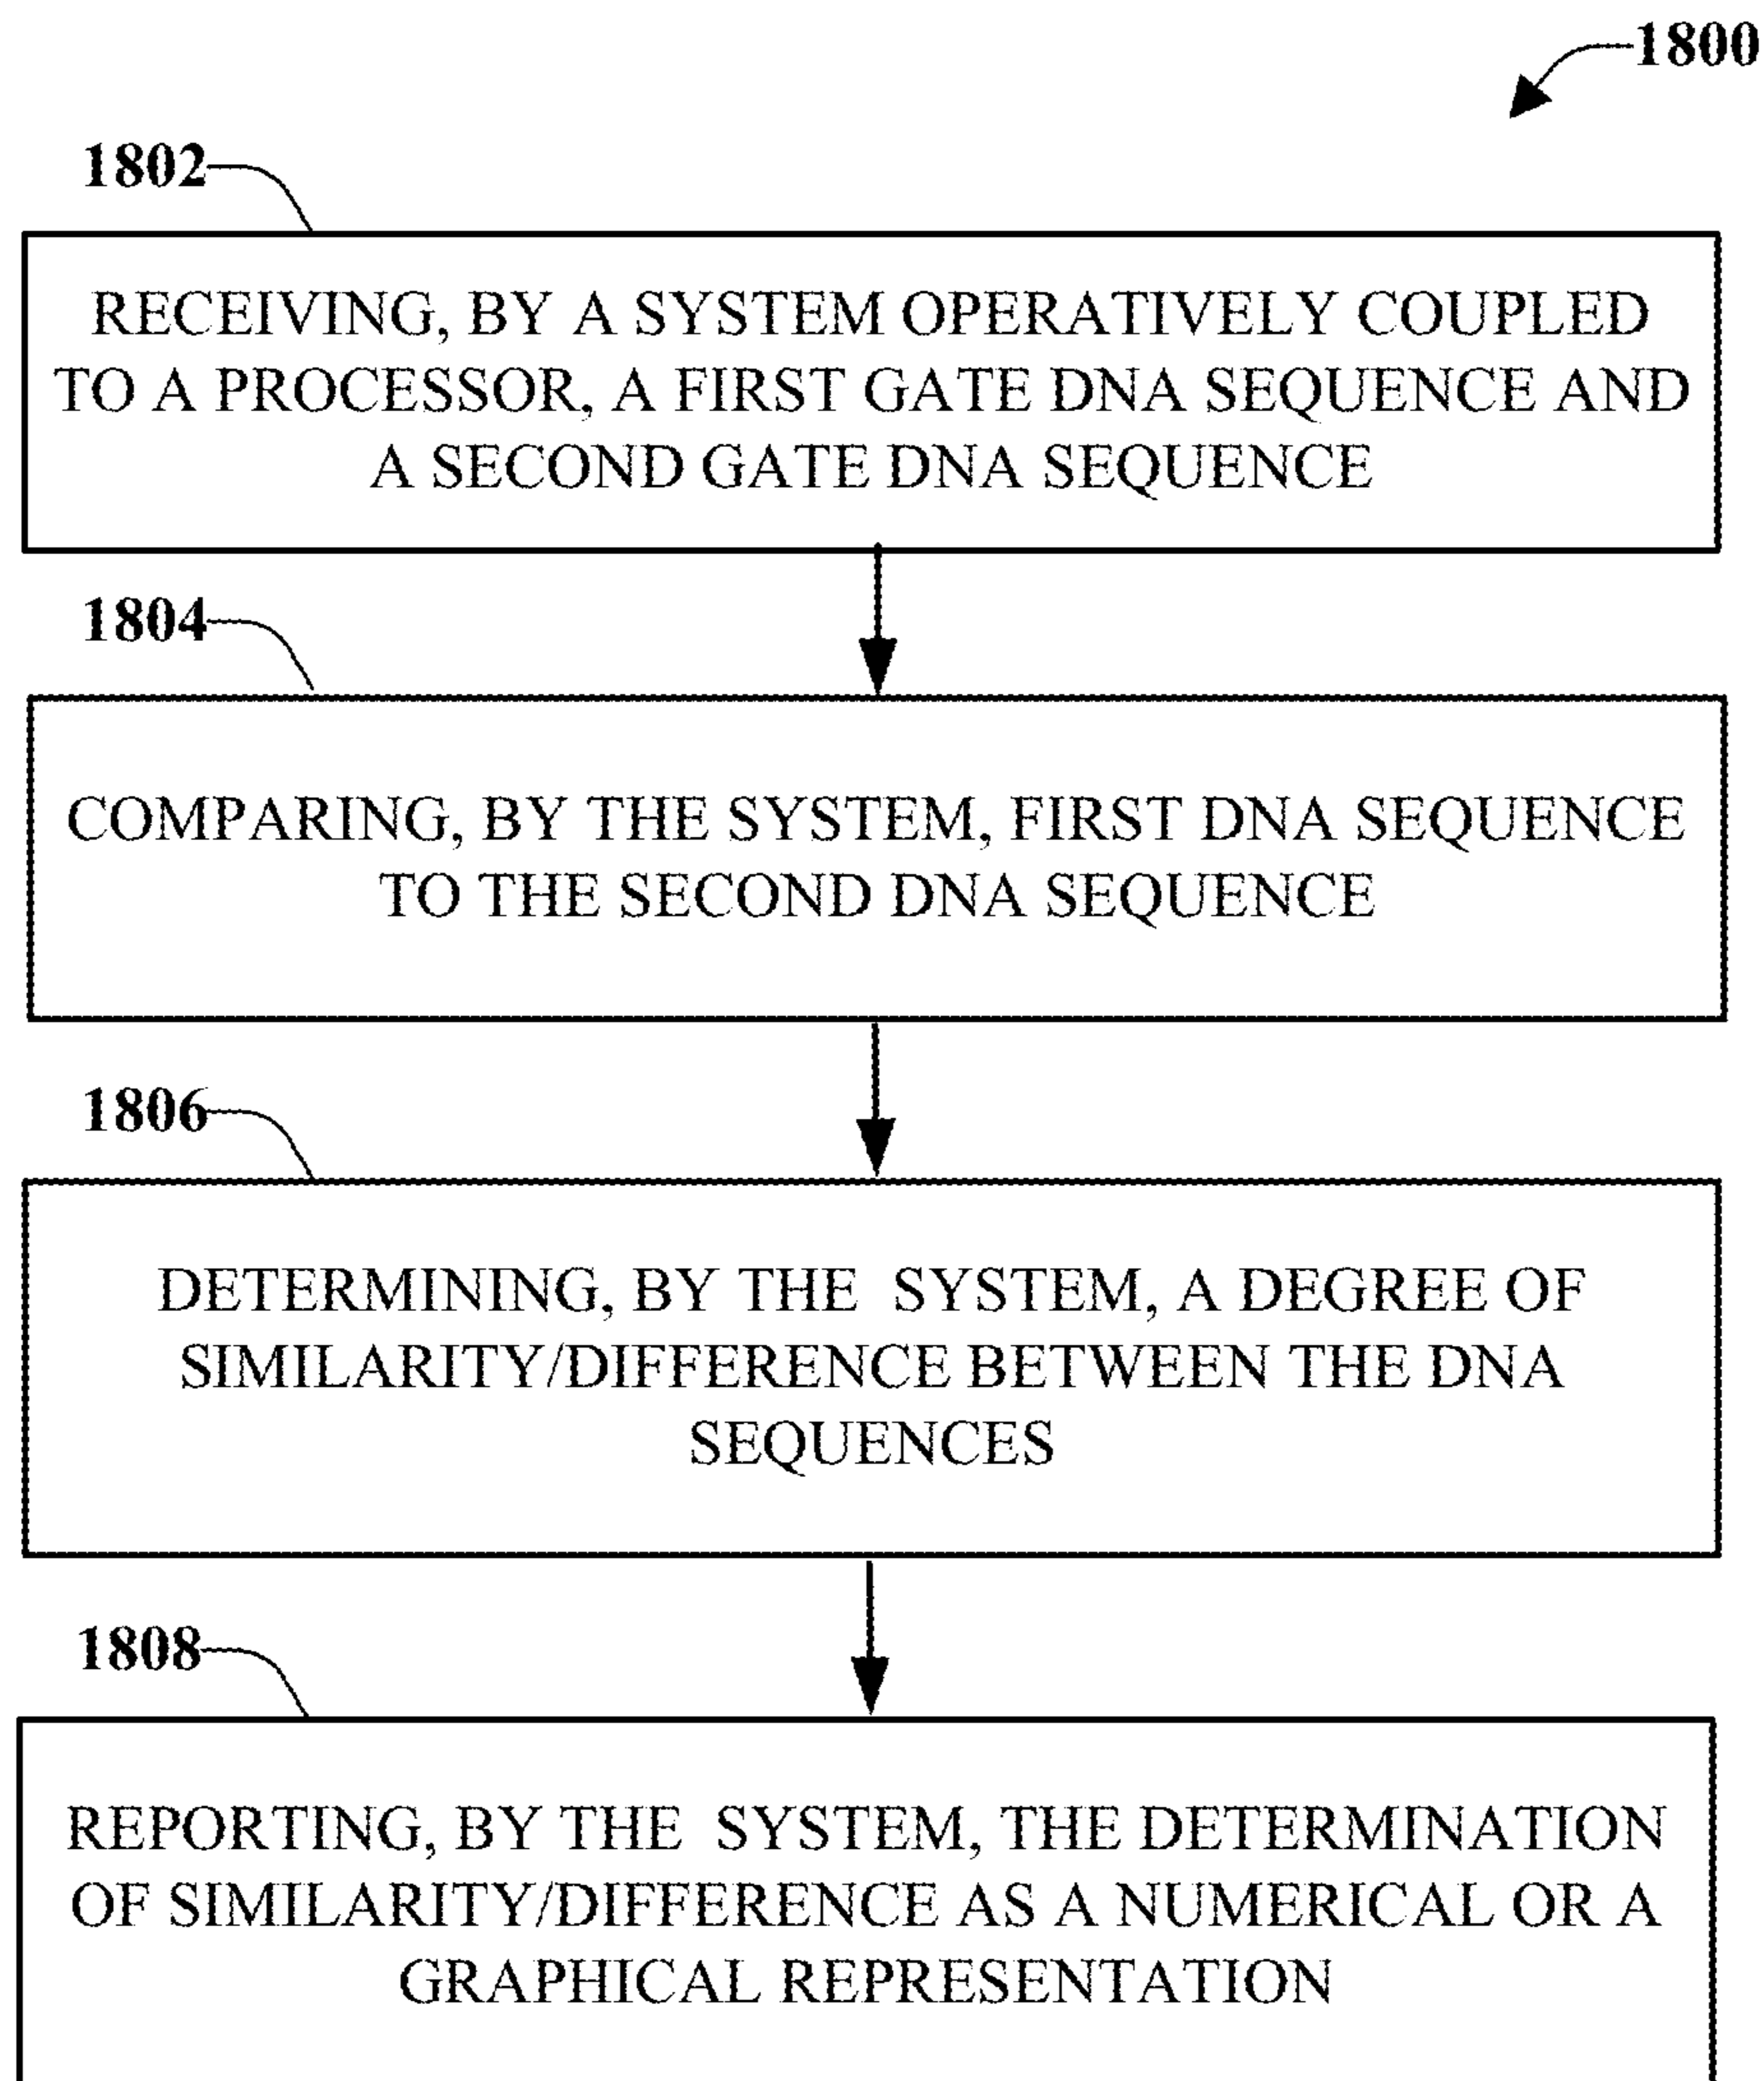 1800
1802
RECEIVING, BY A SYSTEM OPERATIVELY COUPLED
TO A PROCESSOR, A FIRST GATE DNA SEQUENCE AND
A SECOND GATE DNA SEQUENCE
1804
COMPARING, BY THE SYSTEM, FIRST DNA SEQUENCE
TO THE SECOND DNA SEQUENCE
1806
DETERMINING, BY THE SYSTEM, A DEGREE OF
SIMILARITY/DIFFERENCE BETWEEN THE DNA
SEQUENCES
1808
REPORTING, BY THE SYSTEM, THE DETERMINATION
OF SIMILARITY/DIFFERENCE AS A NUMERICAL OR A
GRAPHICAL REPRESENTATION